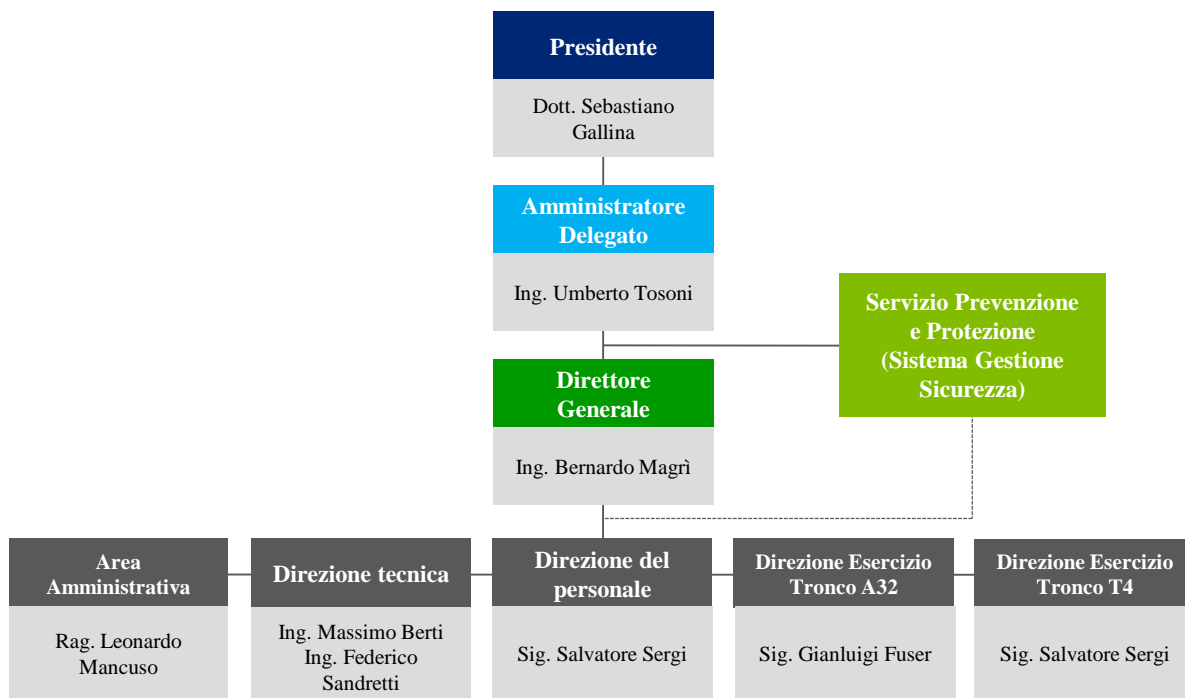 Presidente
Dott. Sebastiano
Gallina
Amministratore
Delegato
Ing. Umberto Tosoni
Servizio Prevenzione
e Protezione
(Sistema Gestione
Sicurezza)
Direttore
Generale
Ing. Bernardo Magrì
Area
Amministrativa
Rag. Leonardo
Mancuso
Direzione tecnica
Ing. Massimo Berti
Ing. Federico
Sandretti
Direzione del
personale
Sig. Salvatore Sergi
Direzione Esercizio
Tronco A32
Sig. Gianluigi Fuser
Direzione Esercizio
Tronco T4
Sig. Salvatore Sergi